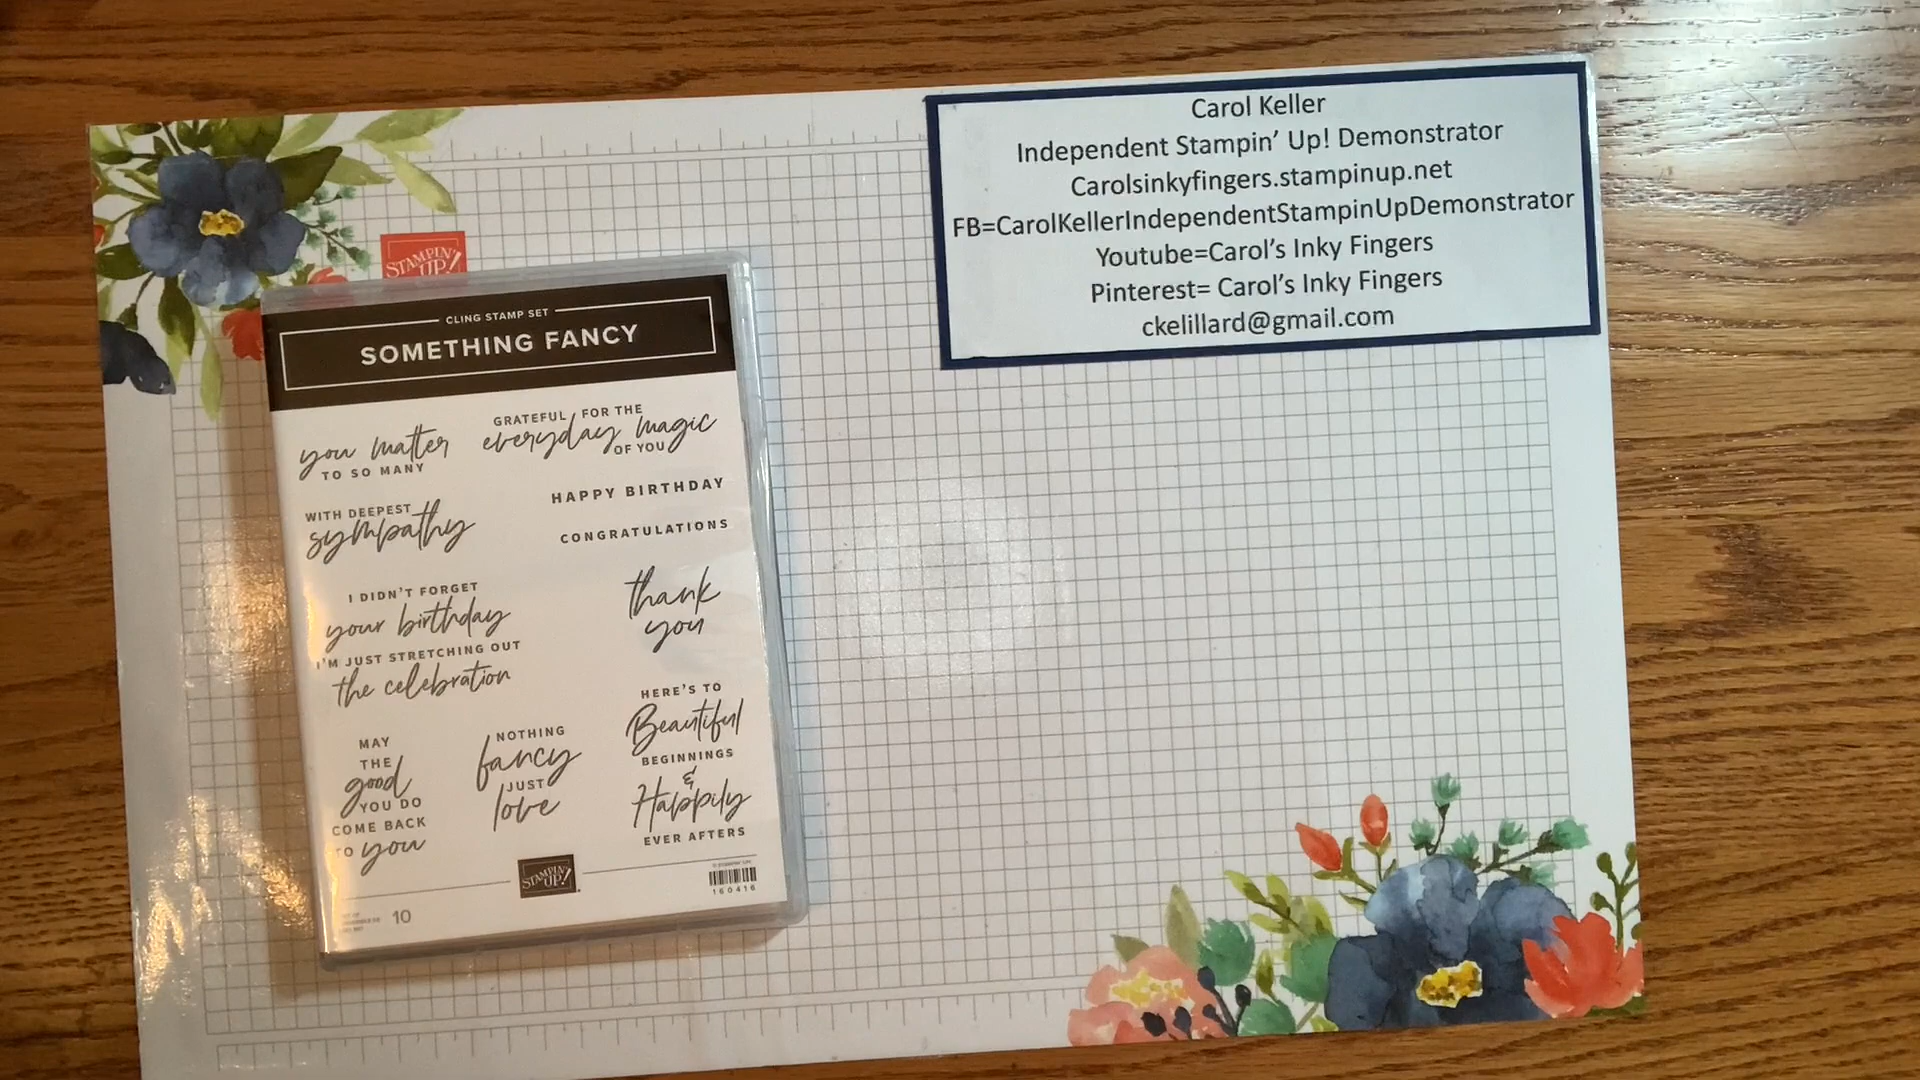 Carol Keller
Independent Stampin' Up! Demonstrator
Carolsinkyfingers.stampinup.net
FB=CarolKellerIndependentStampinUpDemonstrator
Youtube=Carol's Inky Fingers
Pinterest= Carol's Inky Fingers
ckelillard@gmail.com
STAMPIN'
UP!
CLING STAMP SET
SOMETHING FANCY
you matter
TO SO MANY
GRATEFUL FOR THE
everyday magic
OF YOU
WITH DEEPEST
sympathy
HAPPY BIRTHDAY
CONGRATULATIONS
I DIDN'T FORGET
your birthday
I'M JUST STRETCHING OUT
the celebration
thank
you
MAY
THE
good
YOU DO
COME BACK
TO you
NOTHING
fancy
JUST
love
HERE'S TO
Beautiful
BEGINNINGS
&
Happily
EVER AFTERS
STAMPIN'
UP!
160416
10